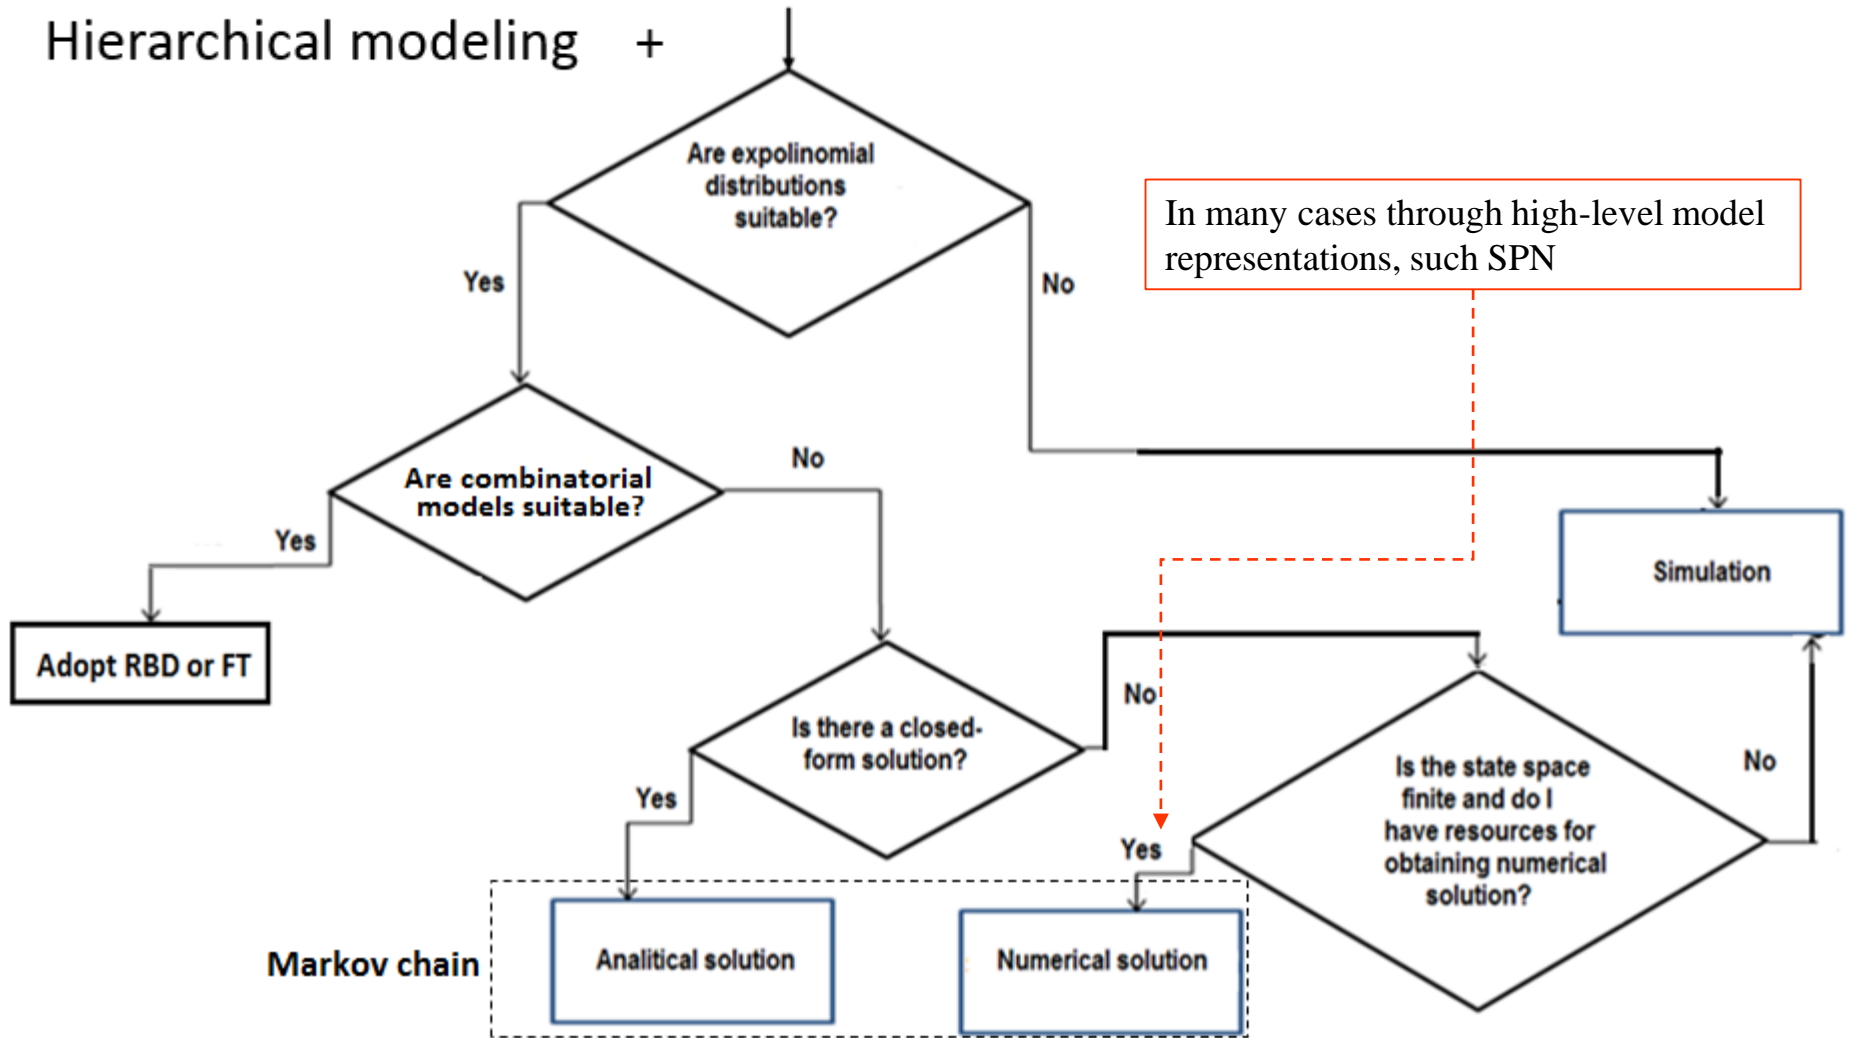 Hierarchical modeling +
Are expolinomial
distributions
suitable?
In many cases through high-level model
representations, such SPN
Yes
No
Are combinatorial
models suitable?
No
Yes
Simulation
Adopt RBD or FT
No
Is there a closed-
form solution?
Yes
Is the state space
finite and do I
have resources for
obtaining numerical
solution?
No
Yes
Markov chain
Analitical solution
Numerical solution